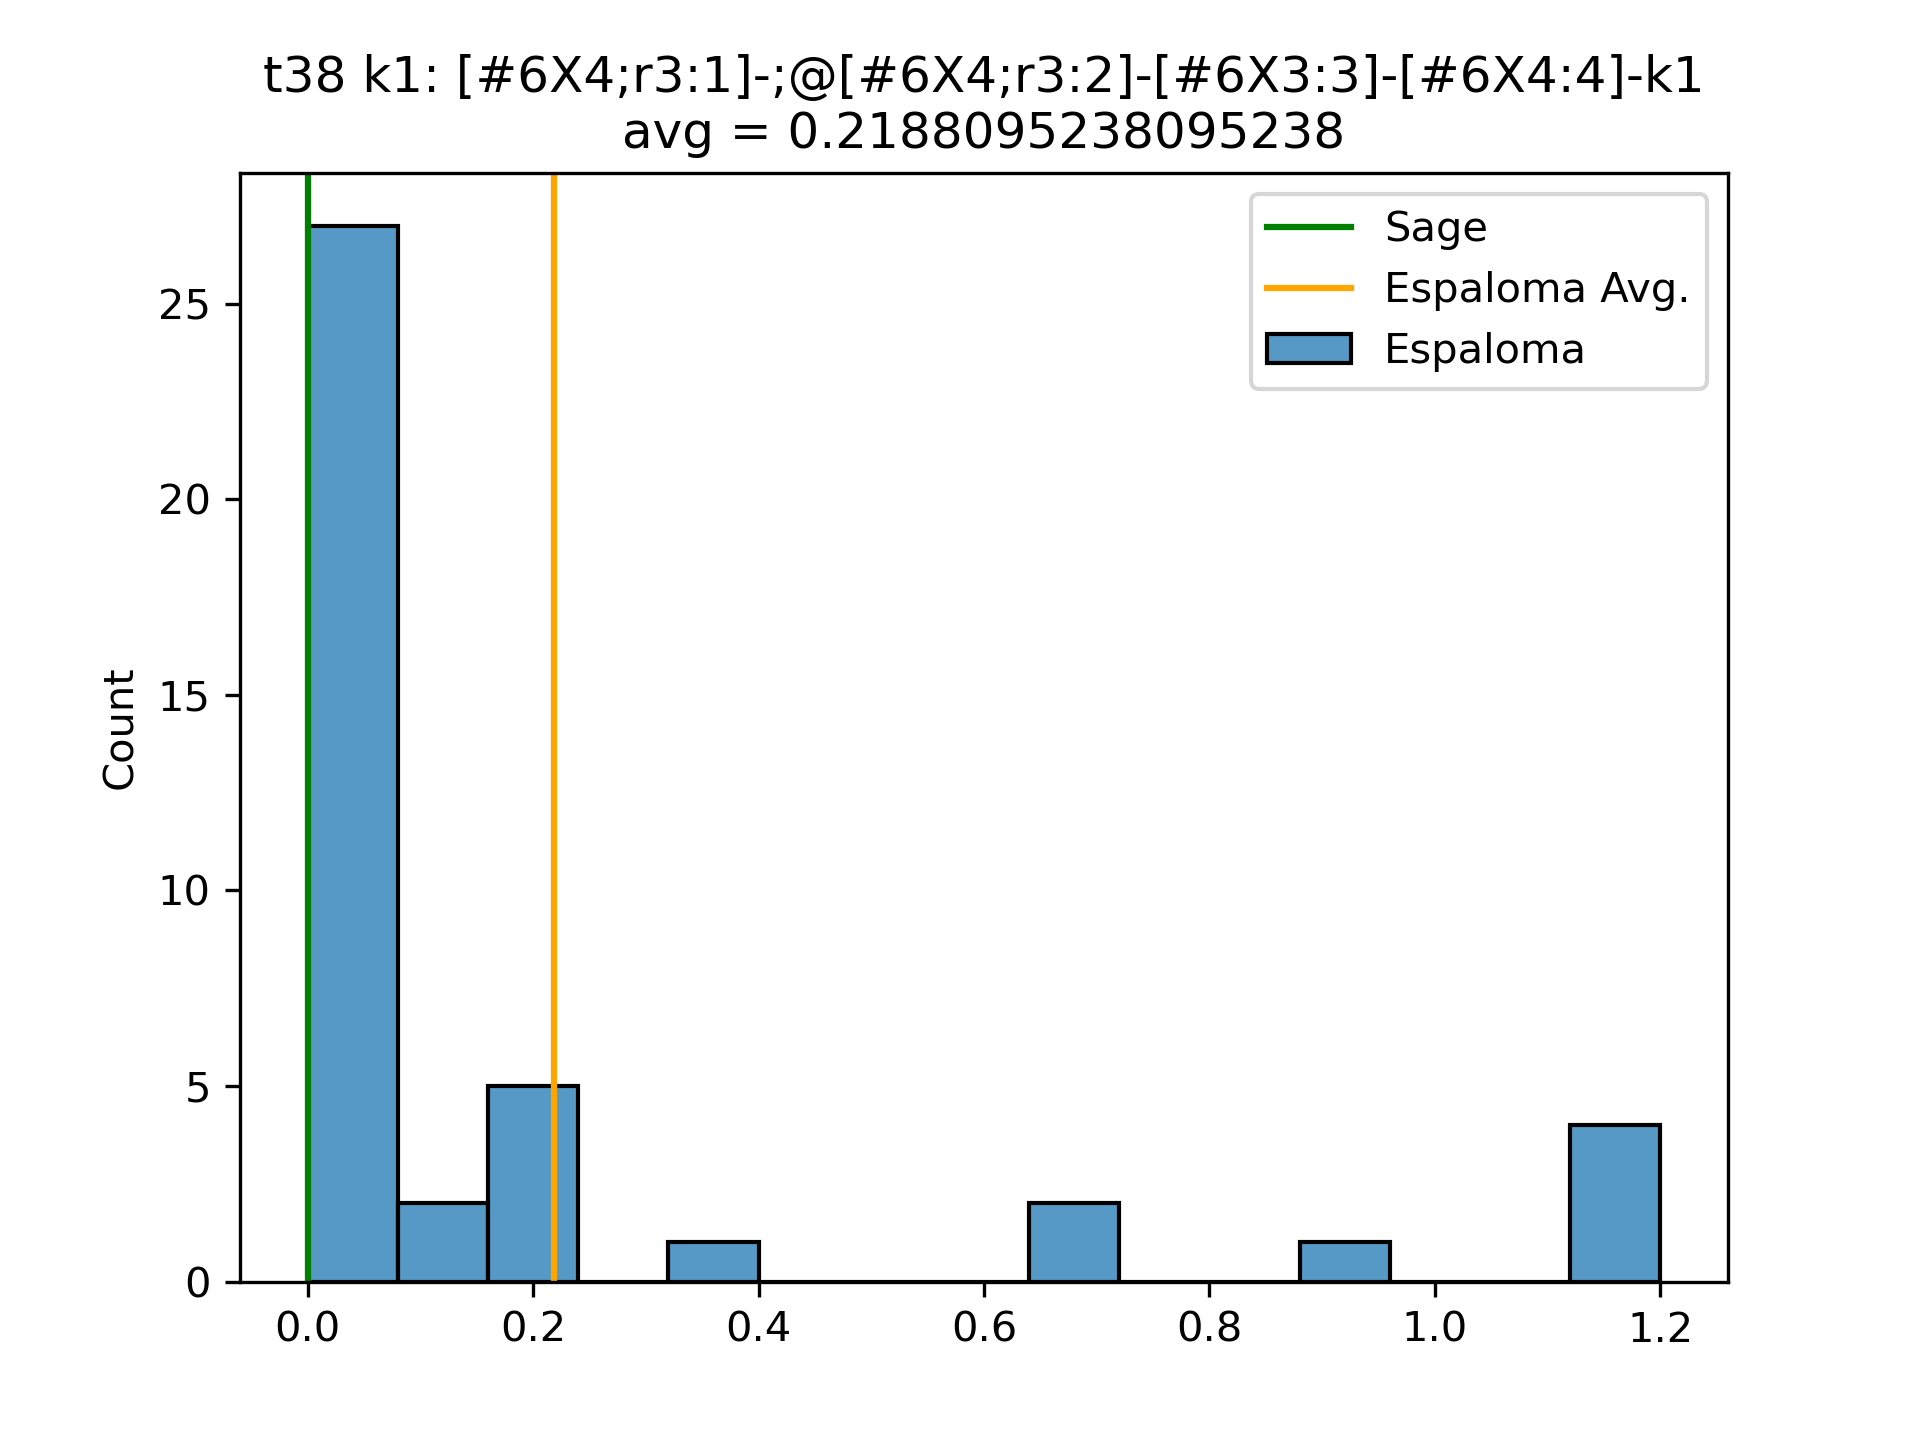 t38 k1: [#6X4;r3:1]-;@[#6X4;r3:2]-[#6X3:3]-[#6X4:4]-k1
avg = 0.2188095238095238
Sage
Espaloma Avg.
Espaloma
25
20
15
10
5
0
Count
0.0 0.2 0.4 0.6 0.8 1.0 1.2